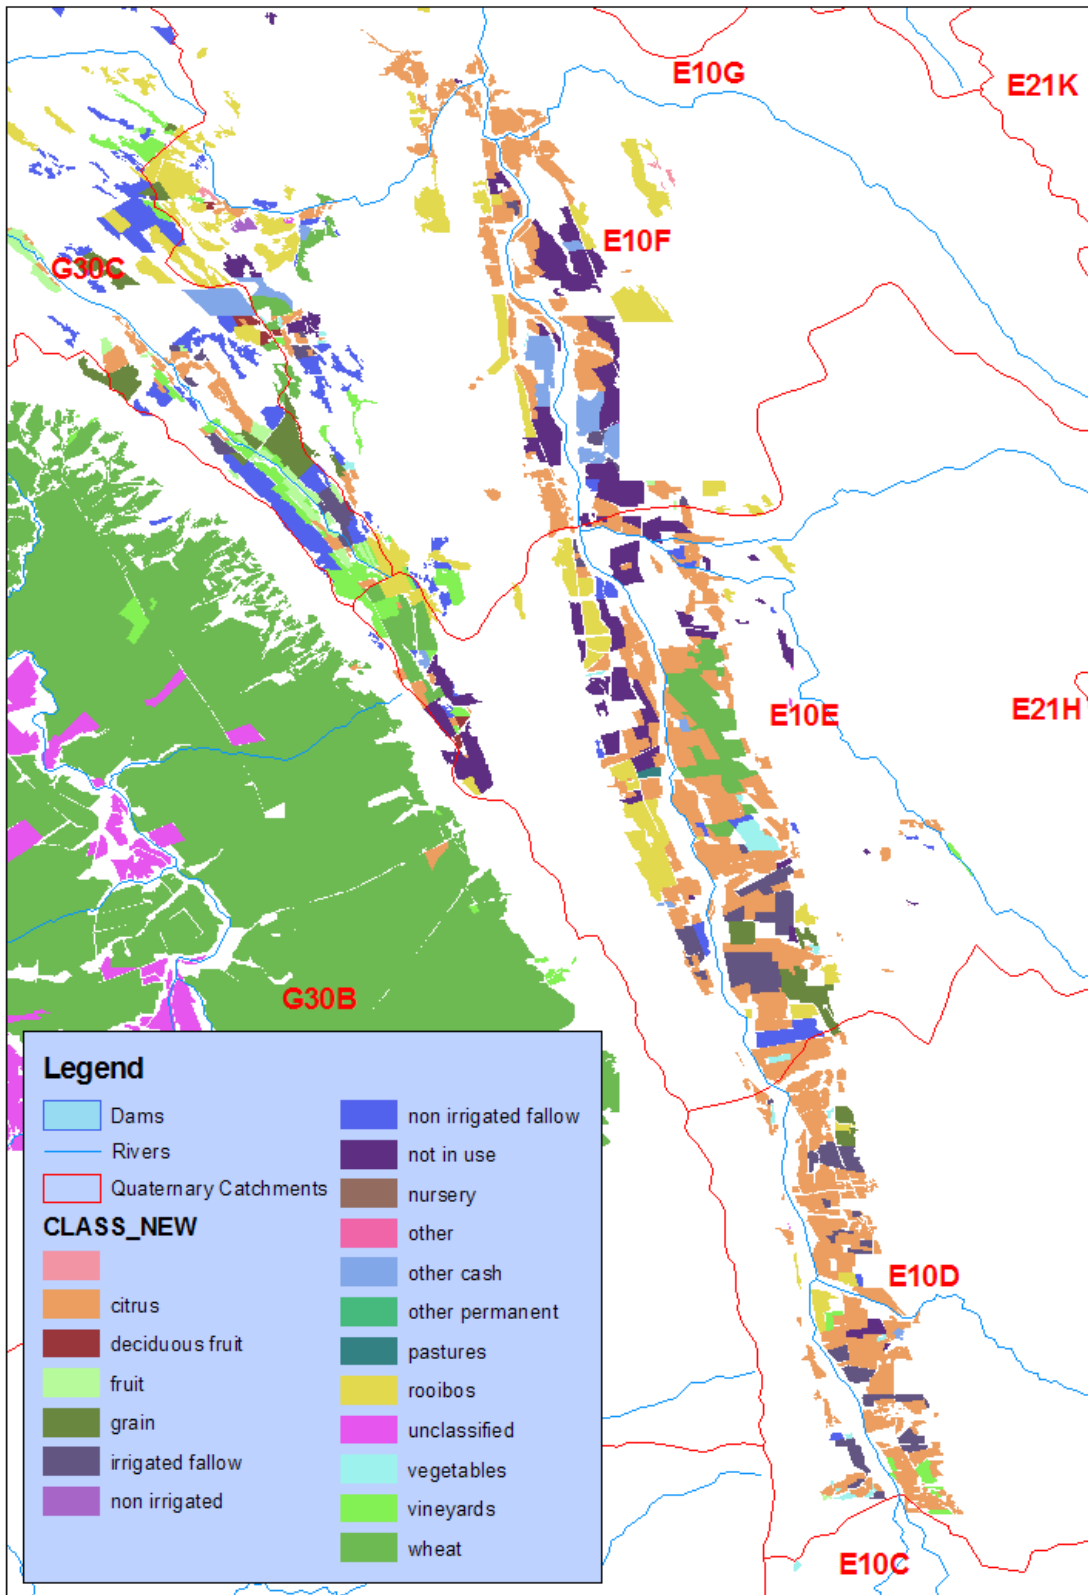 E10G
E21K
E10F
G30C
E10E
E21H
G30B
Legend
Dams
Rivers
Quaternary Catchments
CLASS_NEW
citrus
deciduous fruit
fruit
grain
irrigated fallow
non irrigated
non irrigated fallow
not in use
nursery
other
other cash
other permanent
pastures
rooibos
unclassified
vegetables
vineyards
wheat
E10D
E10C